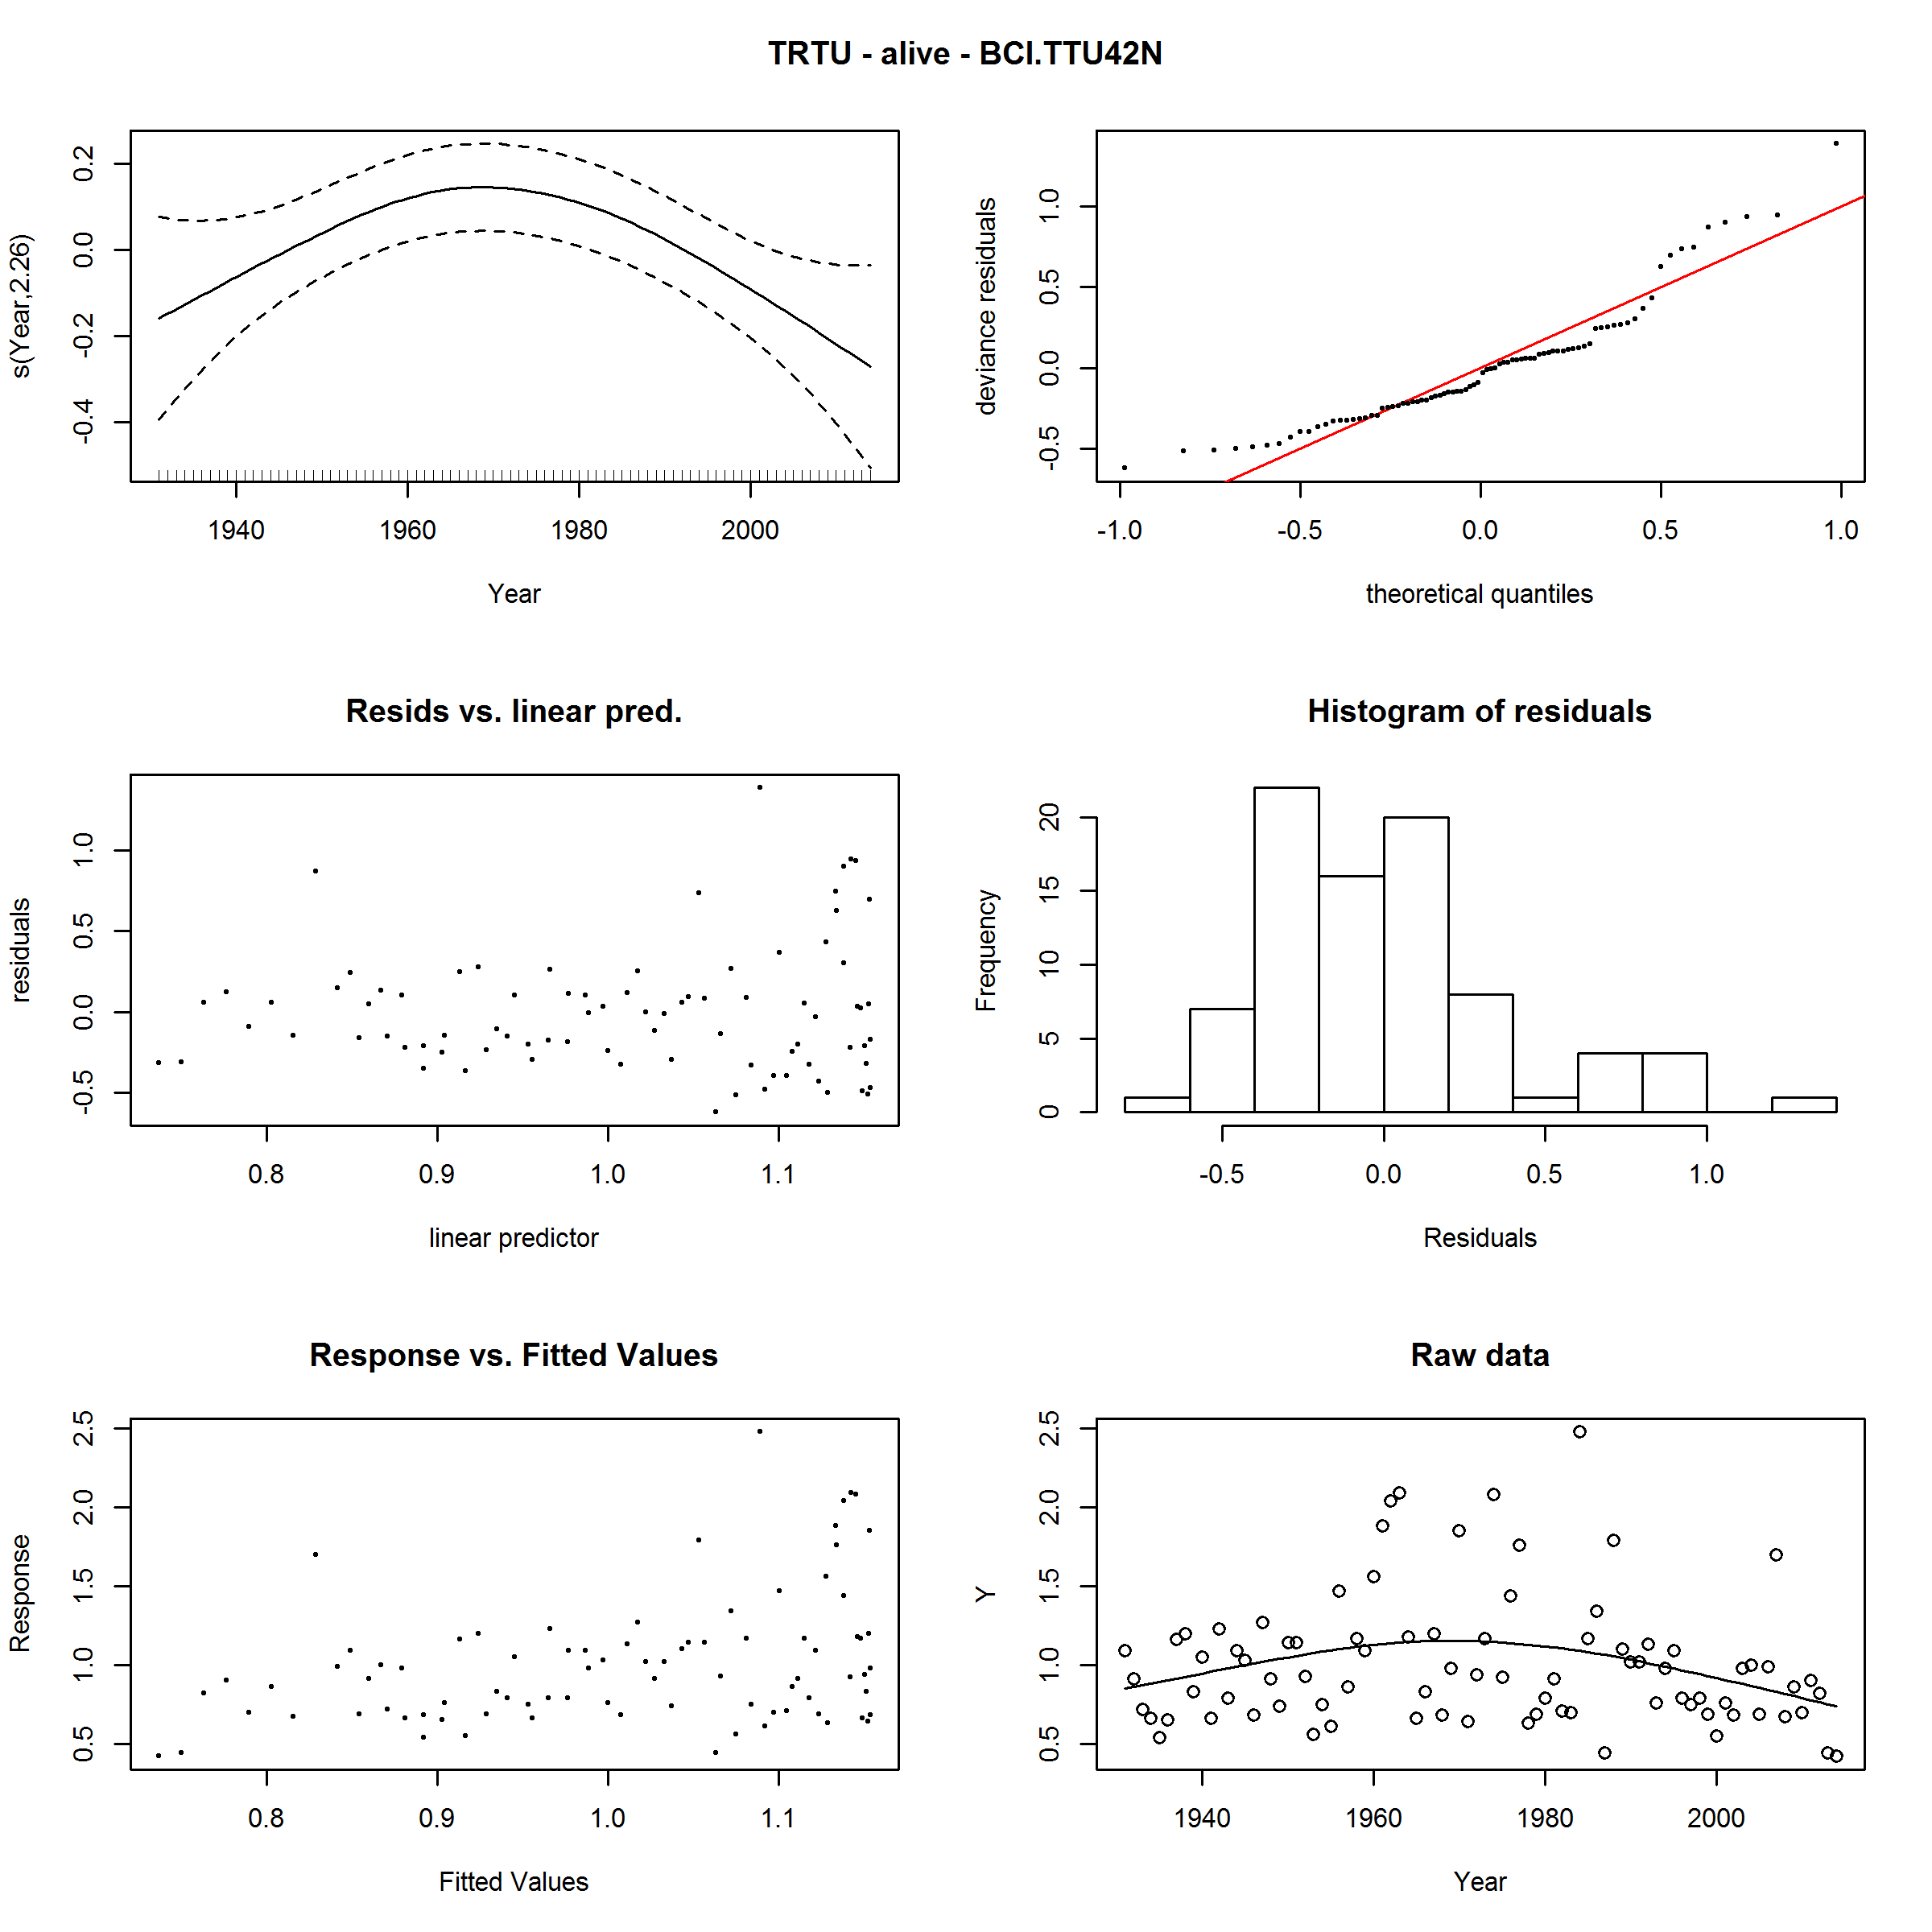 TRTU - alive - BCI.TTU42N
s(Year,2.26)
0.2
0.0
-0.2
-0.4
1940 1960 1980 2000
Year
deviance residuals
1.0
0.5
0.0
-0.5
-1.0 -0.5 0.0 0.5 1.0
theoretical quantiles
Resids vs. linear pred.
residuals
1.0
0.5
0.0
-0.5
0.8 0.9 1.0 1.1
linear predictor
Histogram of residuals
Frequency
20
15
10
5
0
-0.5 0.0 0.5 1.0
Residuals
Response vs. Fitted Values
Response
2.5
2.0
1.5
1.0
0.5
0.8 0.9 1.0 1.1
Fitted Values
Raw data
Y
2.5
2.0
1.5
1.0
0.5
1940 1960 1980 2000
Year